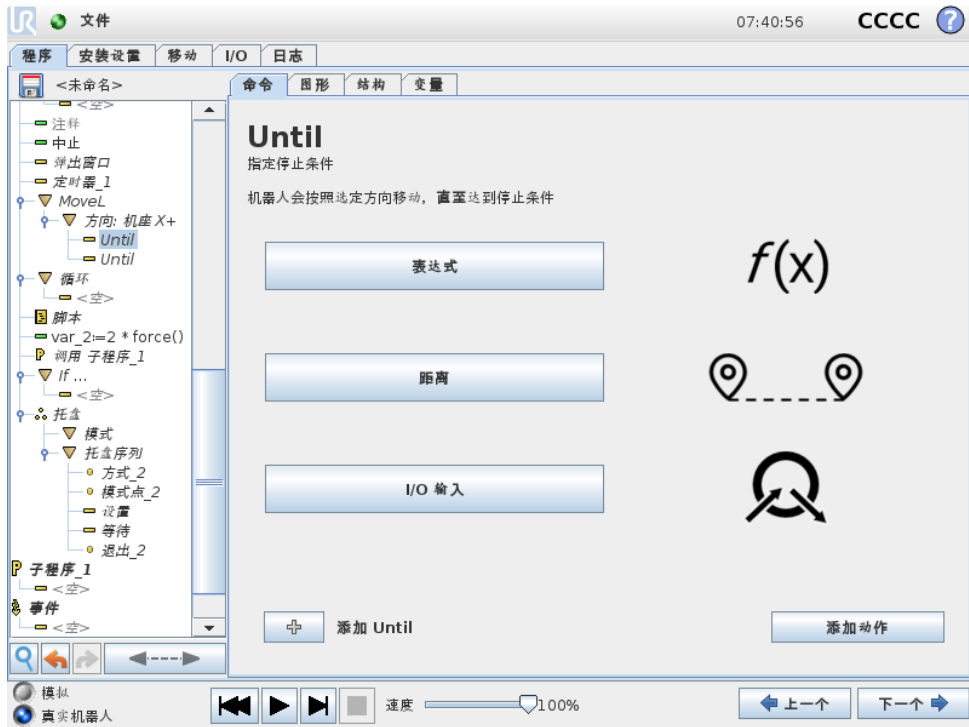 UR 文件 07:40:56 CCCC ?
程序 安装设置 移动 I/O 日志
<未命名> 命令 图形 结构 变量
<空>
注释
中止
弹出窗口
定时器_1
MoveL
方向: 机座 X+
Until
Until
循环
<空>
脚本
var_2:=2 * force()
P 调用 子程序_1
If ...
<空>
托盘
模式
托盘序列
方式_2
模式点_2
设置
等待
退出_2
P 子程序_1
<空>
事件
<空>
Until
指定停止条件
机器人会按照选定方向移动，直至达到停止条件
表达式 f(x)
距离
I/O 输入
添加 Until 添加动作
模拟
真实机器人
速度 100% 上一个 下一个